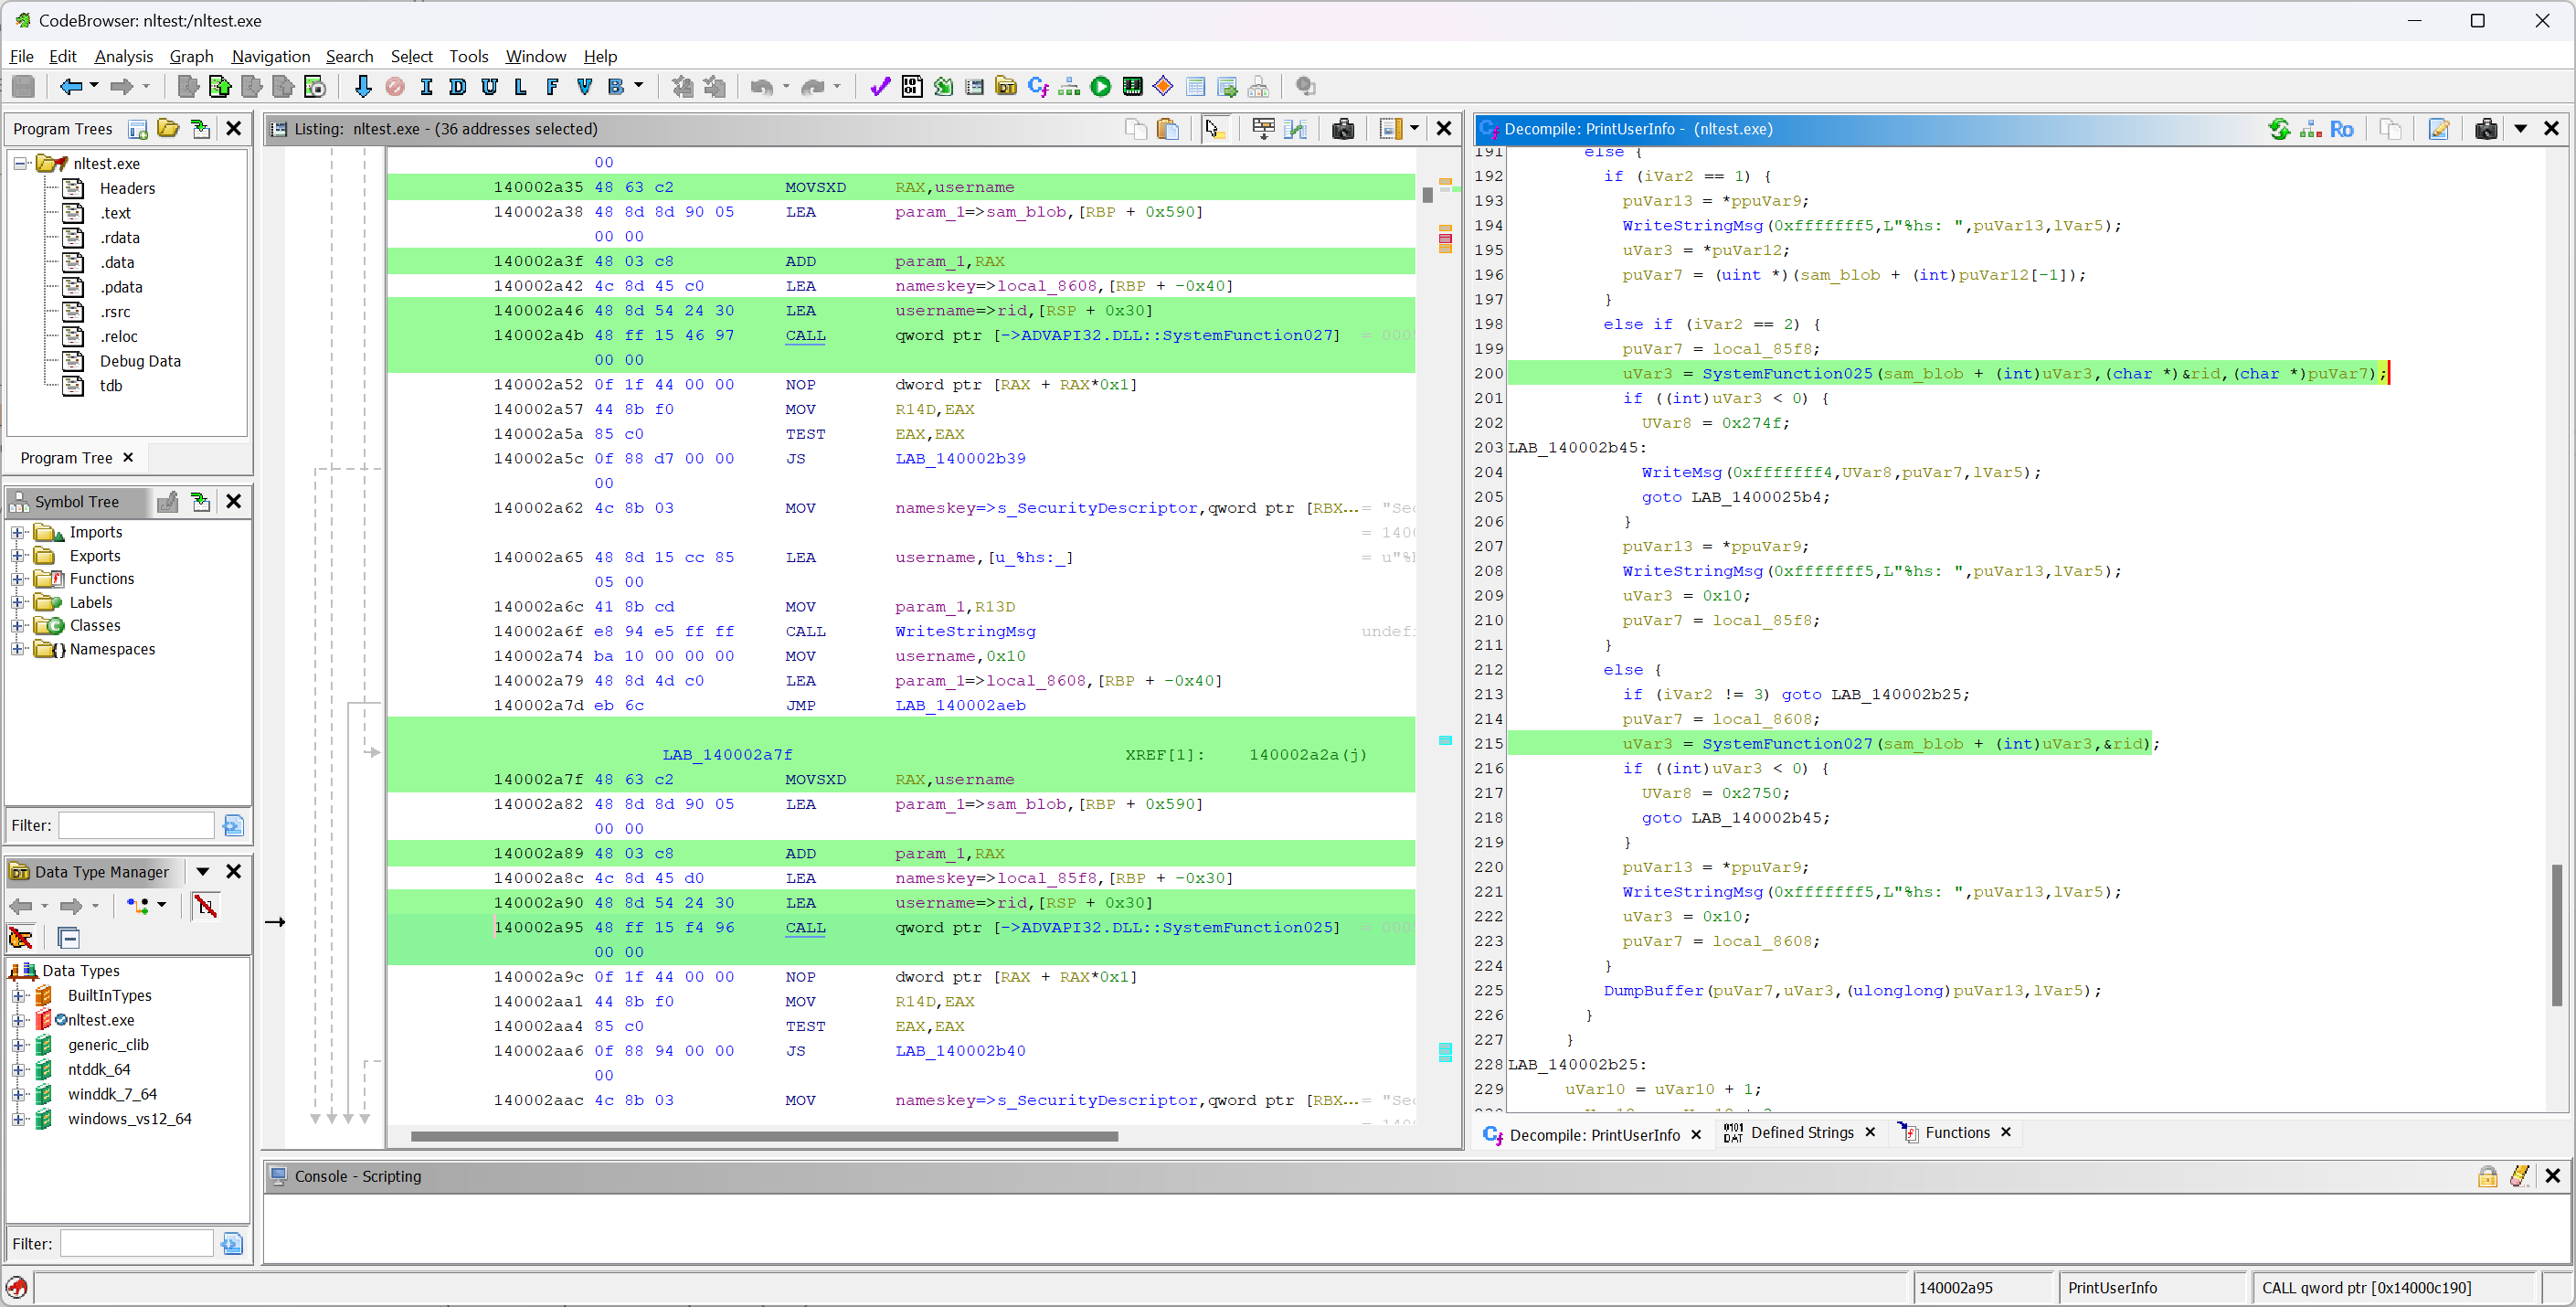 CodeBrowser: nltest:/nltest.exe
File Edit Analysis Graph Navigation Search Select Tools Window Help
I D U L F V B
Program Trees
nltest.exe
Headers
.text
.rdata
.data
.pdata
.rsrc
.reloc
Debug Data
tdb
Program Tree
Symbol Tree
Imports
Exports
Functions
Labels
Classes
Namespaces
Filter:
Data Type Manager
Data Types
BuiltInTypes
nltest.exe
generic_clib
ntddk_64
winddk_7_64
windows_vs12_64
Filter:
Listing: nltest.exe - (36 addresses selected)
00
140002a35 48 63 c2 MOVSXD RAX,username
140002a38 48 8d 8d 90 05 LEA param_1=>sam_blob,[RBP + 0x590]
00 00
140002a3f 48 03 c8 ADD param_1,RAX
140002a42 4c 8d 45 c0 LEA nameskey=>local_8608,[RBP + -0x40]
140002a46 48 8d 54 24 30 LEA username=>rid,[RSP + 0x30]
140002a4b 48 ff 15 46 97 CALL qword ptr [->ADVAPI32.DLL::SystemFunction027] = 000
00 00
140002a52 0f 1f 44 00 00 NOP dword ptr [RAX + RAX*0x1]
140002a57 44 8b f0 MOV R14D,EAX
140002a5a 85 c0 TEST EAX,EAX
140002a5c 0f 88 d7 00 00 JS LAB_140002b39
00
140002a62 4c 8b 03 MOV nameskey=>s_SecurityDescriptor,qword ptr [RBX... = "Sec
= 1400
140002a65 48 8d 15 cc 85 LEA username,[u_%hs:_] = u"%h
05 00
140002a6c 41 8b cd MOV param_1,R13D
140002a6f e8 94 e5 ff ff CALL WriteStringMsg undef:
140002a74 ba 10 00 00 00 MOV username,0x10
140002a79 48 8d 4d c0 LEA param_1=>local_8608,[RBP + -0x40]
140002a7d eb 6c JMP LAB_140002aeb
LAB_140002a7f XREF[1]: 140002a2a(j)
140002a7f 48 63 c2 MOVSXD RAX,username
140002a82 48 8d 8d 90 05 LEA param_1=>sam_blob,[RBP + 0x590]
00 00
140002a89 48 03 c8 ADD param_1,RAX
140002a8c 4c 8d 45 d0 LEA nameskey=>local_85f8,[RBP + -0x30]
140002a90 48 8d 54 24 30 LEA username=>rid,[RSP + 0x30]
140002a95 48 ff 15 f4 96 CALL qword ptr [->ADVAPI32.DLL::SystemFunction025] = 000
00 00
140002a9c 0f 1f 44 00 00 NOP dword ptr [RAX + RAX*0x1]
140002aa1 44 8b f0 MOV R14D,EAX
140002aa4 85 c0 TEST EAX,EAX
140002aa6 0f 88 94 00 00 JS LAB_140002b40
00
140002aac 4c 8b 03 MOV nameskey=>s_SecurityDescriptor,qword ptr [RBX... = "Sec
Decompile: PrintUserInfo - (nltest.exe)
Ro
191 else {
192 if (iVar2 == 1) {
193 puVar13 = *ppuVar9;
194 WriteStringMsg(0xfffffff5,L"%hs: ",puVar13,lVar5);
195 uVar3 = *puVar12;
196 puVar7 = (uint *)(sam_blob + (int)puVar12[-1]);
197 }
198 else if (iVar2 == 2) {
199 puVar7 = local_85f8;
200 uVar3 = SystemFunction025(sam_blob + (int)uVar3,(char *)&rid,(char *)puVar7);
201 if ((int)uVar3 < 0) {
202 UVar8 = 0x274f;
203 LAB_140002b45:
204 WriteMsg(0xfffffff4,UVar8,puVar7,lVar5);
205 goto LAB_1400025b4;
206 }
207 puVar13 = *ppuVar9;
208 WriteStringMsg(0xfffffff5,L"%hs: ",puVar13,lVar5);
209 uVar3 = 0x10;
210 puVar7 = local_85f8;
211 }
212 else {
213 if (iVar2 != 3) goto LAB_140002b25;
214 puVar7 = local_8608;
215 uVar3 = SystemFunction027(sam_blob + (int)uVar3,&rid);
216 if ((int)uVar3 < 0) {
217 UVar8 = 0x2750;
218 goto LAB_140002b45;
219 }
220 puVar13 = *ppuVar9;
221 WriteStringMsg(0xfffffff5,L"%hs: ",puVar13,lVar5);
222 uVar3 = 0x10;
223 puVar7 = local_8608;
224 }
225 DumpBuffer(puVar7,uVar3,(ulonglong)puVar13,lVar5);
226 }
227 }
228 LAB_140002b25:
229 uVar10 = uVar10 + 1;
Decompile: PrintUserInfo Defined Strings Functions
Console - Scripting
140002a95 PrintUserInfo CALL qword ptr [0x14000c190]